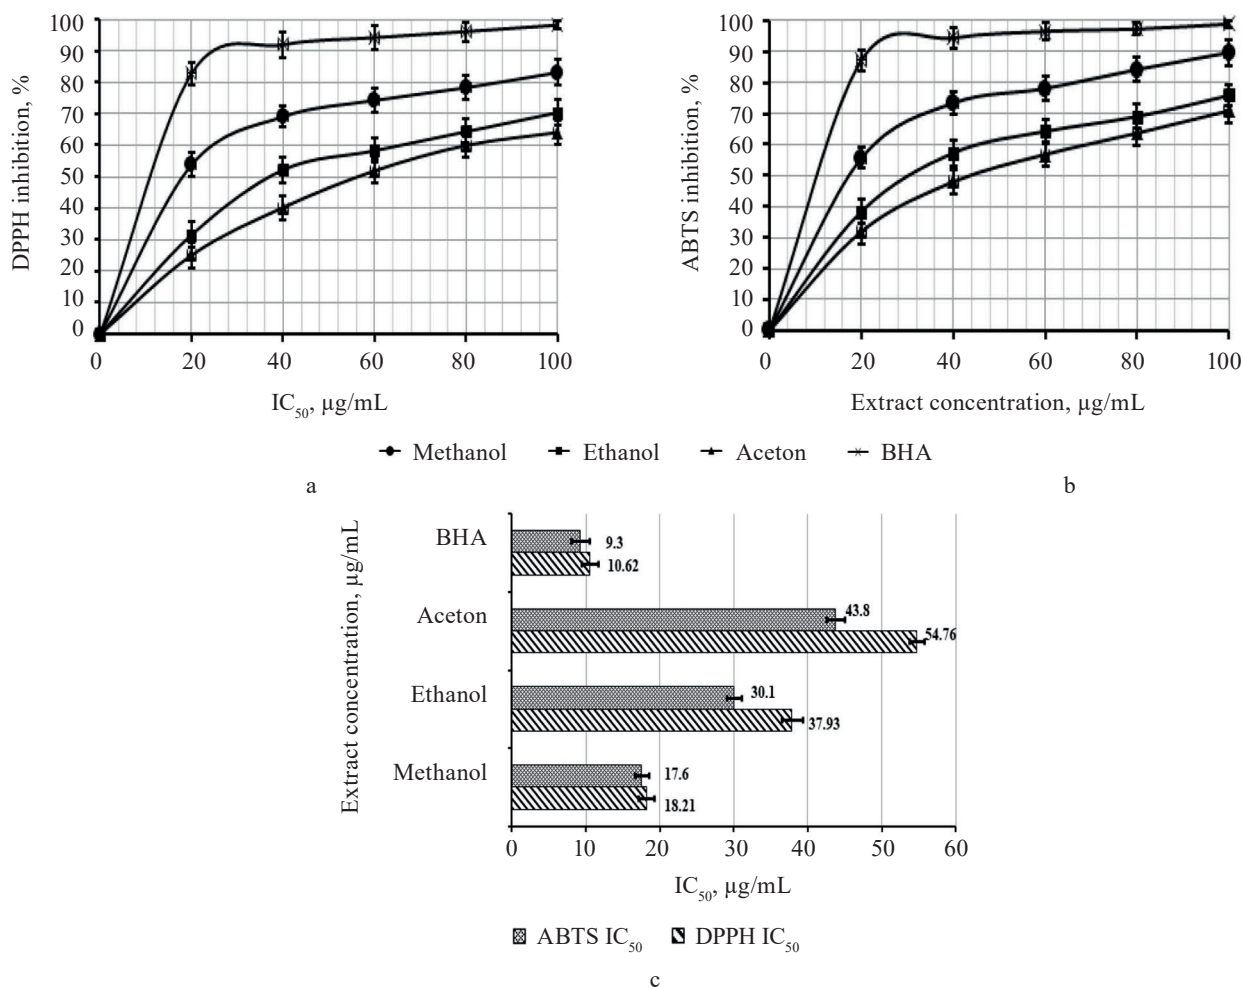 100
90
80
70
60
50
40
30
20
10
0
DPPH inhibition, %
0 20 40 60 80 100
IC50, µg/mL
100
90
80
70
60
50
40
30
20
10
0
ABTS inhibition, %
0 20 40 60 80 100
Extract concentration, µg/mL
Methanol Ethanol Aceton BHA
a b
Extract concentration, µg/mL
BHA
9.3
10.62
Aceton
43.8
54.76
Ethanol
30.1
37.93
Methanol
17.6
18.21
0 10 20 30 40 50 60
IC50, µg/mL
ABTS IC50 DPPH IC50
c